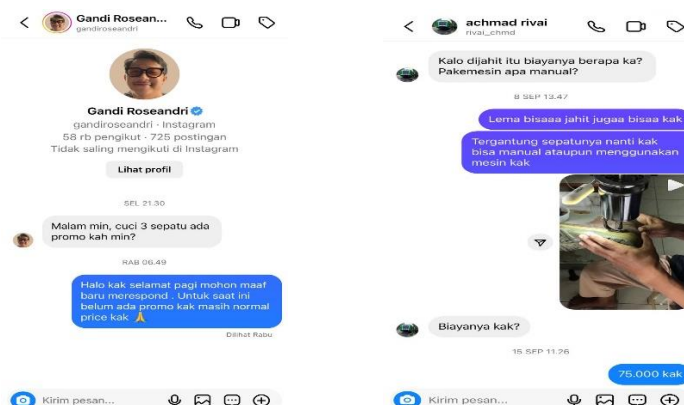 Gandi Rosean...
gandiroseandri
Gandi Roseandri
gandiroseandri · Instagram
58 rb pengikut · 725 postingan
Tidak saling mengikuti di Instagram
Lihat profil
SEL 21.30
Malam min, cuci 3 sepatu ada
promo kah min?
RAB 06.49
Halo kak selamat pagi mohon maaf
baru merespond . Untuk saat ini
belum ada promo kak masih normal
price kak 🙏
Dilihat Rabu
Kirim pesan...
achmad rivai
rivai_chmd
Kalo dijahit itu biayanya berapa ka?
Pakemesin apa manual?
8 SEP 13.47
Lema bisaaa jahit jugaa bisaa kak
Tergantung sepatunya nanti kak
bisa manual ataupun menggunakan
mesin kak
Biayanya kak?
15 SEP 11.26
75.000 kak
Kirim pesan...